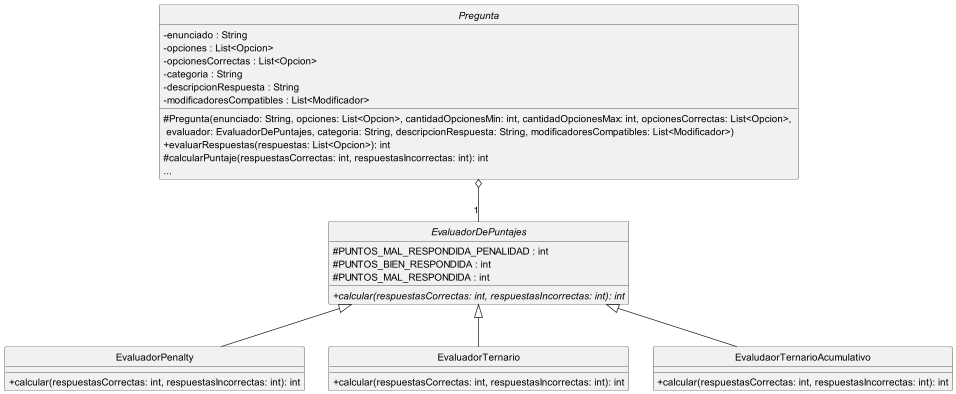 Pregunta
-enunciado : String
-opciones : List<Opcion>
-opcionesCorrectas : List<Opcion>
-categoria : String
-descripcionRespuesta : String
-modificadoresCompatibles : List<Modificador>
#Pregunta(enunciado: String, opciones: List<Opcion>, cantidadOpcionesMin: int, cantidadOpcionesMax: int, opcionesCorrectas: List<Opcion>,
evaluador: EvaluadorDePuntajes, categoria: String, descripcionRespuesta: String, modificadoresCompatibles: List<Modificador>)
+evaluarRespuestas(respuestas: List<Opcion>): int
#calcularPuntaje(respuestasCorrectas: int, respuestasIncorrectas: int): int
...
1
EvaluadorDePuntajes
#PUNTOS_MAL_RESPONDIDA_PENALIDAD : int
#PUNTOS_BIEN_RESPONDIDA : int
#PUNTOS_MAL_RESPONDIDA : int
+calcular(respuestasCorrectas: int, respuestasIncorrectas: int): int
EvaluadorPenalty
+calcular(respuestasCorrectas: int, respuestasIncorrectas: int): int
EvaluadorTernario
+calcular(respuestasCorrectas: int, respuestasIncorrectas: int): int
EvaludaorTernarioAcumulativo
+calcular(respuestasCorrectas: int, respuestasIncorrectas: int): int